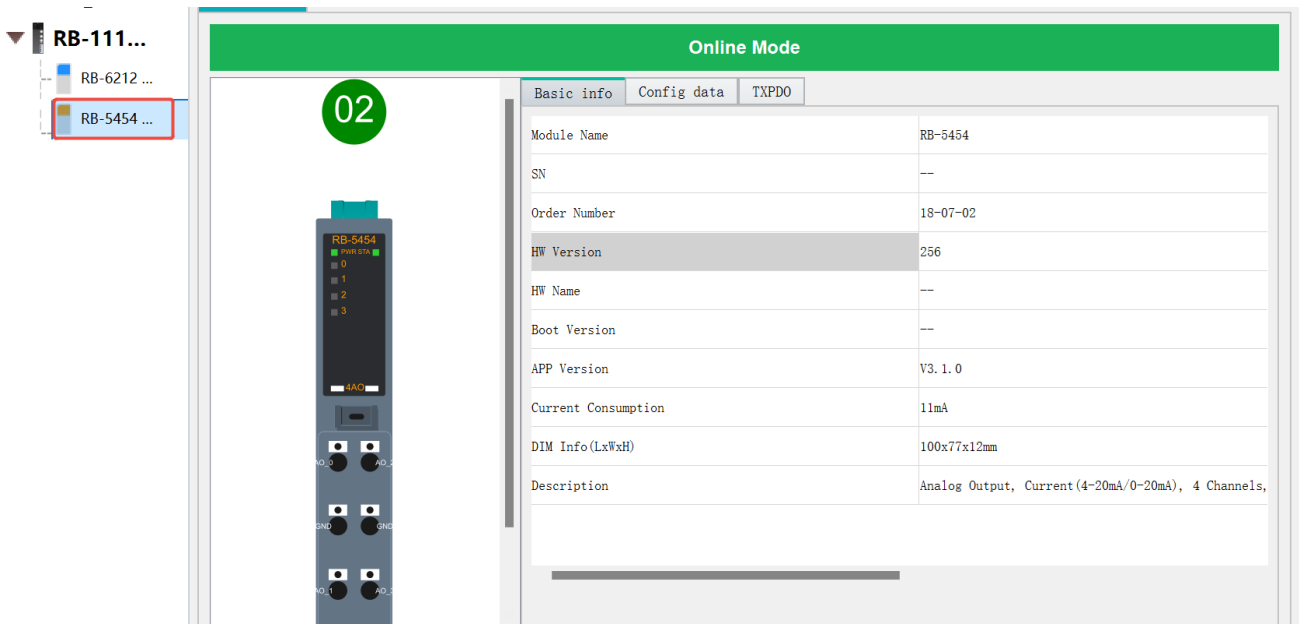 RB-111...
RB-6212 ...
RB-5454 ...
Online Mode
02
RB-5454
PWR STA
0
1
2
3
4AO
AO_0
GND
GND
AO_1
Basic info Config data TXPDO
Module Name RB-5454
SN --
Order Number 18-07-02
HW Version 256
HW Name --
Boot Version --
APP Version V3.1.0
Current Consumption 11mA
DIM Info(LxWxH) 100x77x12mm
Description Analog Output, Current(4-20mA/0-20mA), 4 Channels,